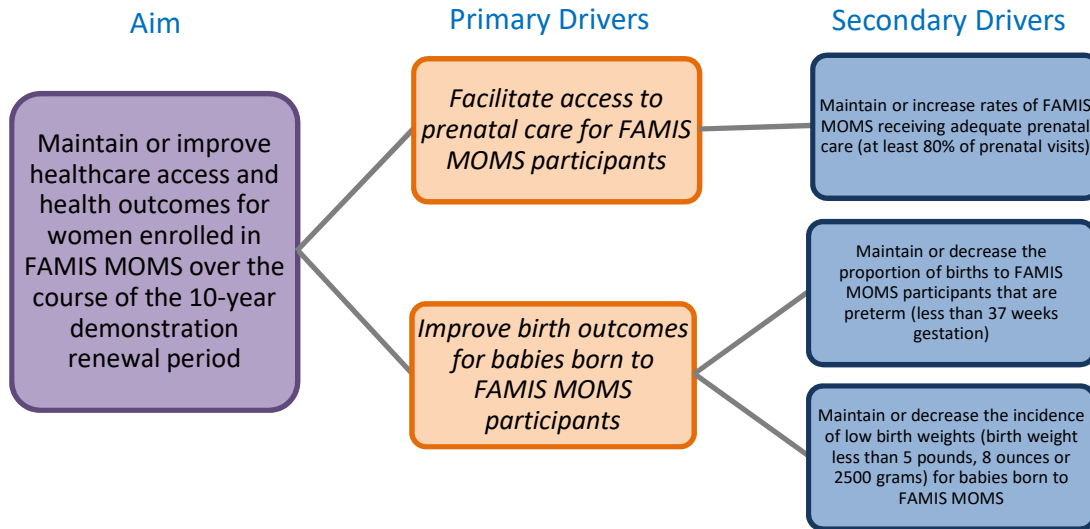 Aim
Primary Drivers
Secondary Drivers
Maintain or improve
healthcare access and
health outcomes for
women enrolled in
FAMIS MOMS over the
course of the 10-year
demonstration
renewal period
Facilitate access to
prenatal care for FAMIS
MOMS participants
Improve birth outcomes
for babies born to
FAMIS MOMS
participants
Maintain or increase rates of FAMIS
MOMS receiving adequate prenatal
care (at least 80% of prenatal visits)
Maintain or decrease the
proportion of births to FAMIS
MOMS participants that are
preterm (less than 37 weeks
gestation)
Maintain or decrease the incidence
of low birth weights (birth weight
less than 5 pounds, 8 ounces or
2500 grams) for babies born to
FAMIS MOMS